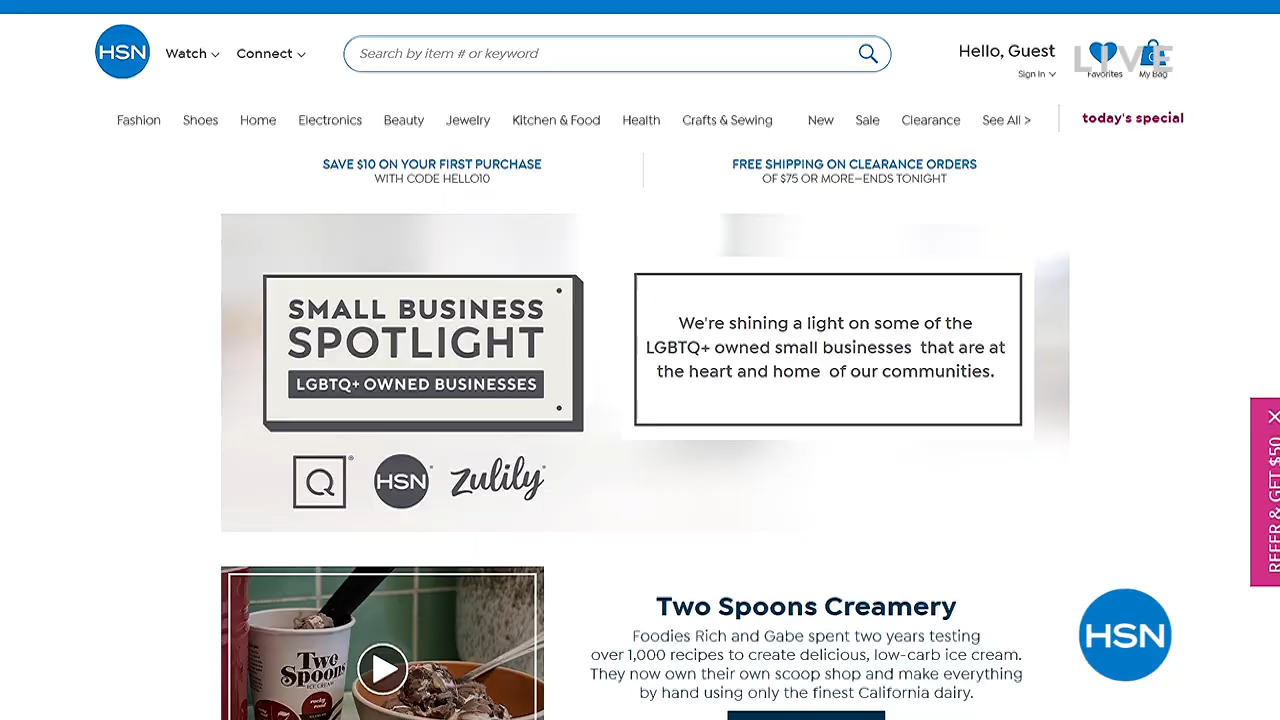 HSN
Watch
Connect
Search by item # or keyword
Hello, Guest
Sign In
Favorites
My Bag
LIVE
Fashion
Shoes
Home
Electronics
Beauty
Jewelry
Kitchen & Food
Health
Crafts & Sewing
New
Sale
Clearance
See All >
today's special
SAVE $10 ON YOUR FIRST PURCHASE
WITH CODE HELLO10
FREE SHIPPING ON CLEARANCE ORDERS
OF $75 OR MORE—ENDS TONIGHT
SMALL BUSINESS
SPOTLIGHT
LGBTQ+ OWNED BUSINESSES
We're shining a light on some of the
LGBTQ+ owned small businesses that are at
the heart and home of our communities.
Q
HSN
zulily
REFER & GET $50
Two
Spoons
ICE CREAM
rocky
road
7
Two Spoons Creamery
Foodies Rich and Gabe spent two years testing
over 1,000 recipes to create delicious, low-carb ice cream.
They now own their own scoop shop and make everything
by hand using only the finest California dairy.
HSN